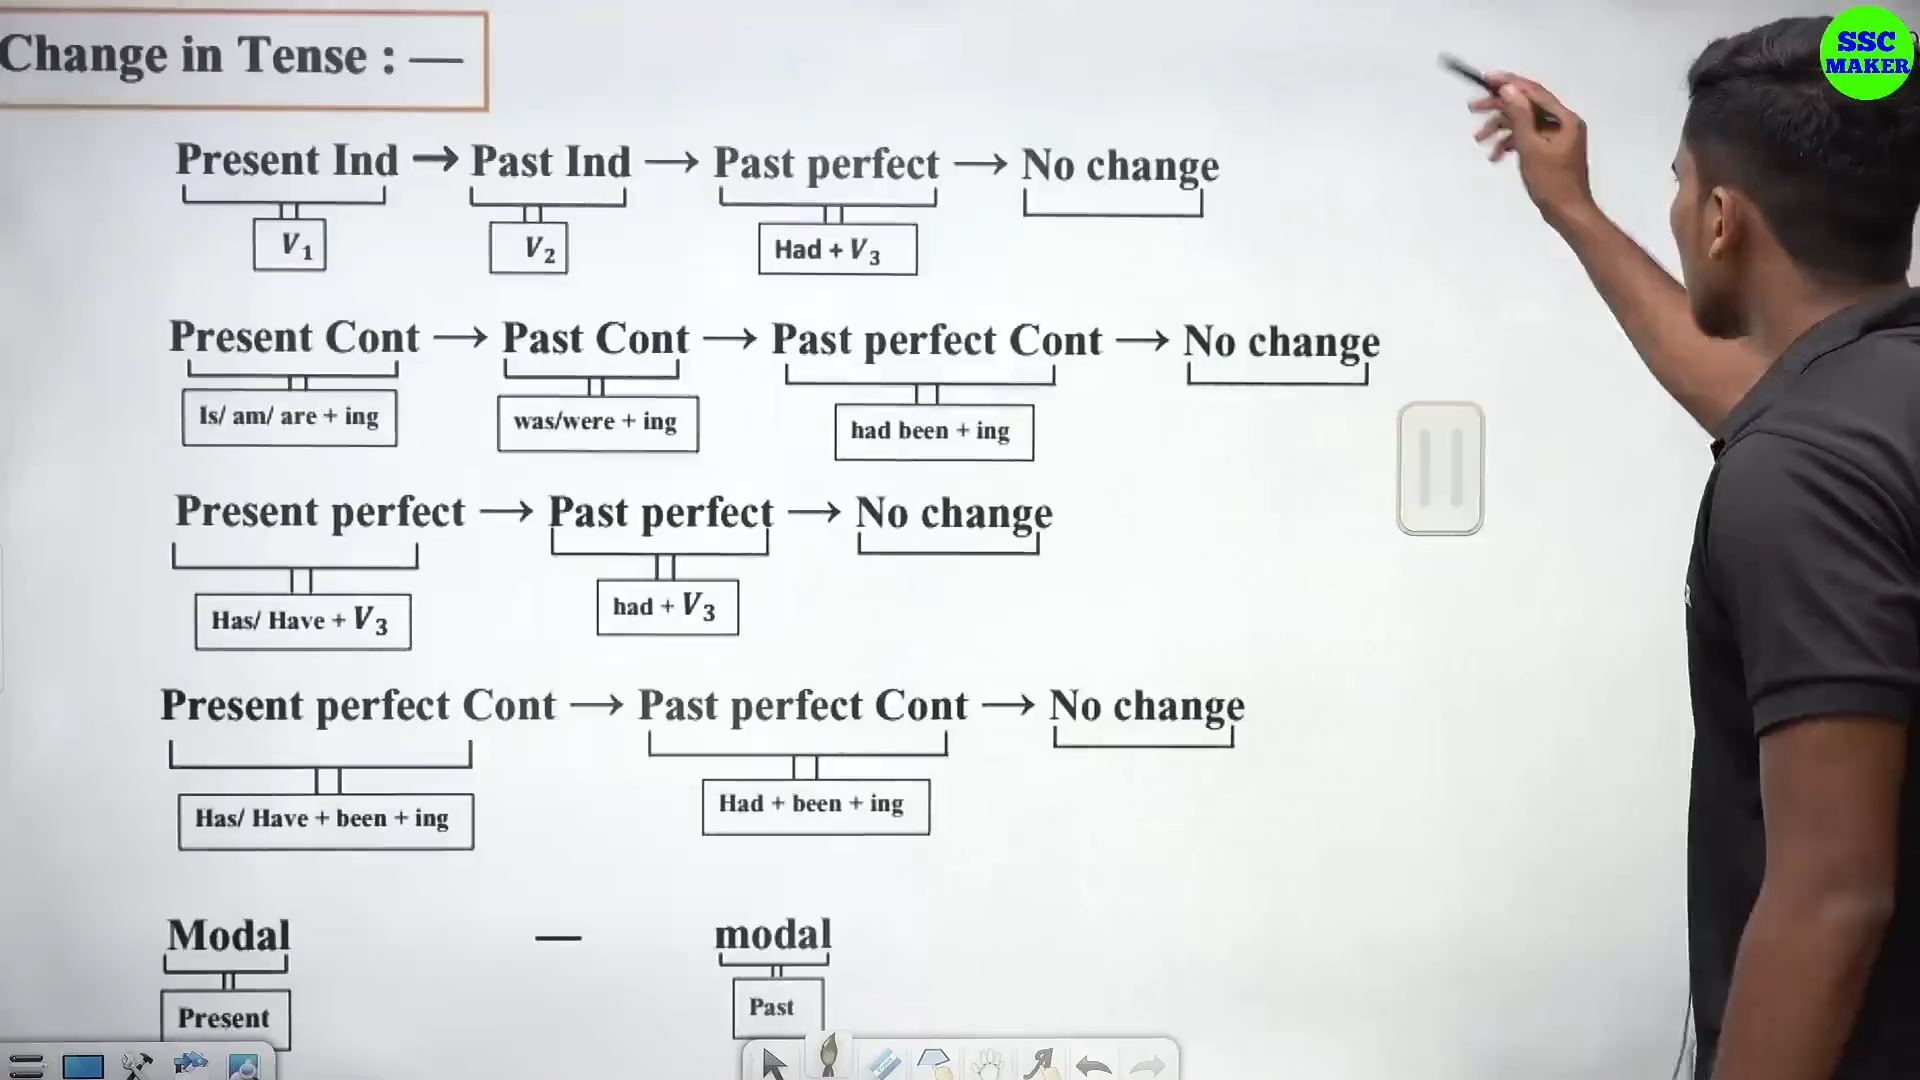 Change in Tense : —
SSC
MAKER
Present Ind → Past Ind → Past perfect → No change
V1 V2 Had + V3
Present Cont → Past Cont → Past perfect Cont → No change
Is/ am/ are + ing was/were + ing had been + ing
Present perfect → Past perfect → No change
Has/ Have + V3 had + V3
Present perfect Cont → Past perfect Cont → No change
Has/ Have + been + ing Had + been + ing
Modal — modal
Present Past